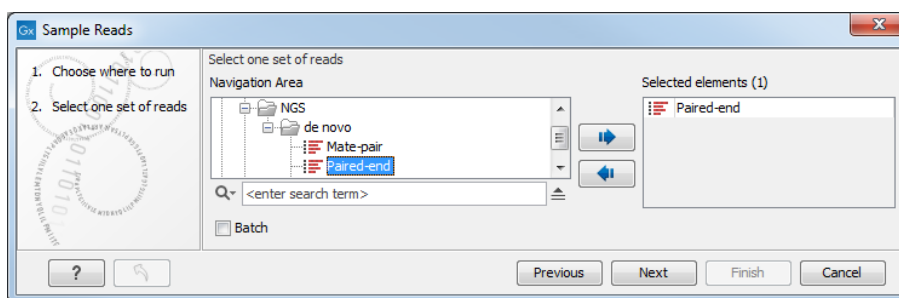 Gx Sample Reads
1. Choose where to run
2. Select one set of reads
Select one set of reads
Navigation Area
NGS
de novo
Mate-pair
Paired-end
<enter search term>
Batch
Selected elements (1)
Paired-end
?
Previous
Next
Finish
Cancel